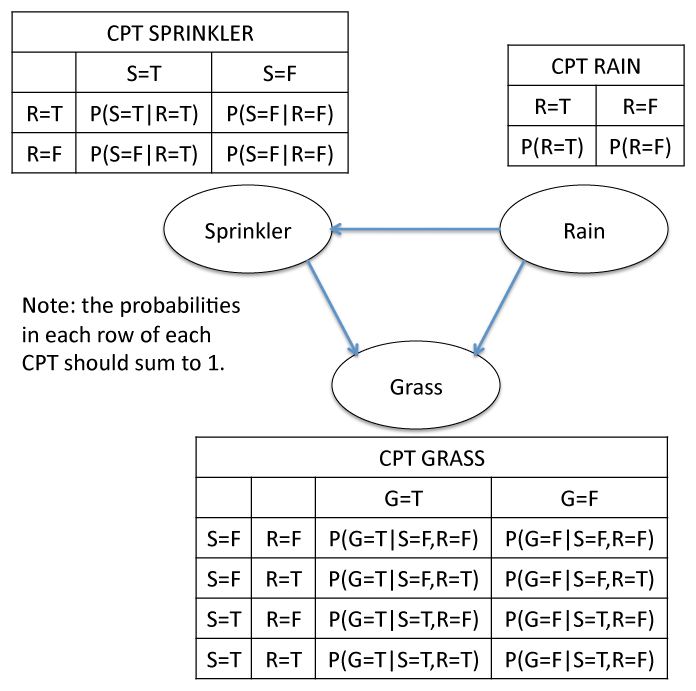 CPT SPRINKLER
S=T S=F
R=T P(S=T|R=T) P(S=F|R=F)
R=F P(S=F|R=T) P(S=F|R=F)
CPT RAIN
R=T R=F
P(R=T) P(R=F)
Sprinkler
Rain
Note: the probabilities
in each row of each
CPT should sum to 1.
Grass
CPT GRASS
G=T G=F
S=F R=F P(G=T|S=F,R=F) P(G=F|S=F,R=F)
S=F R=T P(G=T|S=F,R=T) P(G=F|S=F,R=T)
S=T R=F P(G=T|S=T,R=F) P(G=F|S=T,R=F)
S=T R=T P(G=T|S=T,R=T) P(G=F|S=T,R=F)